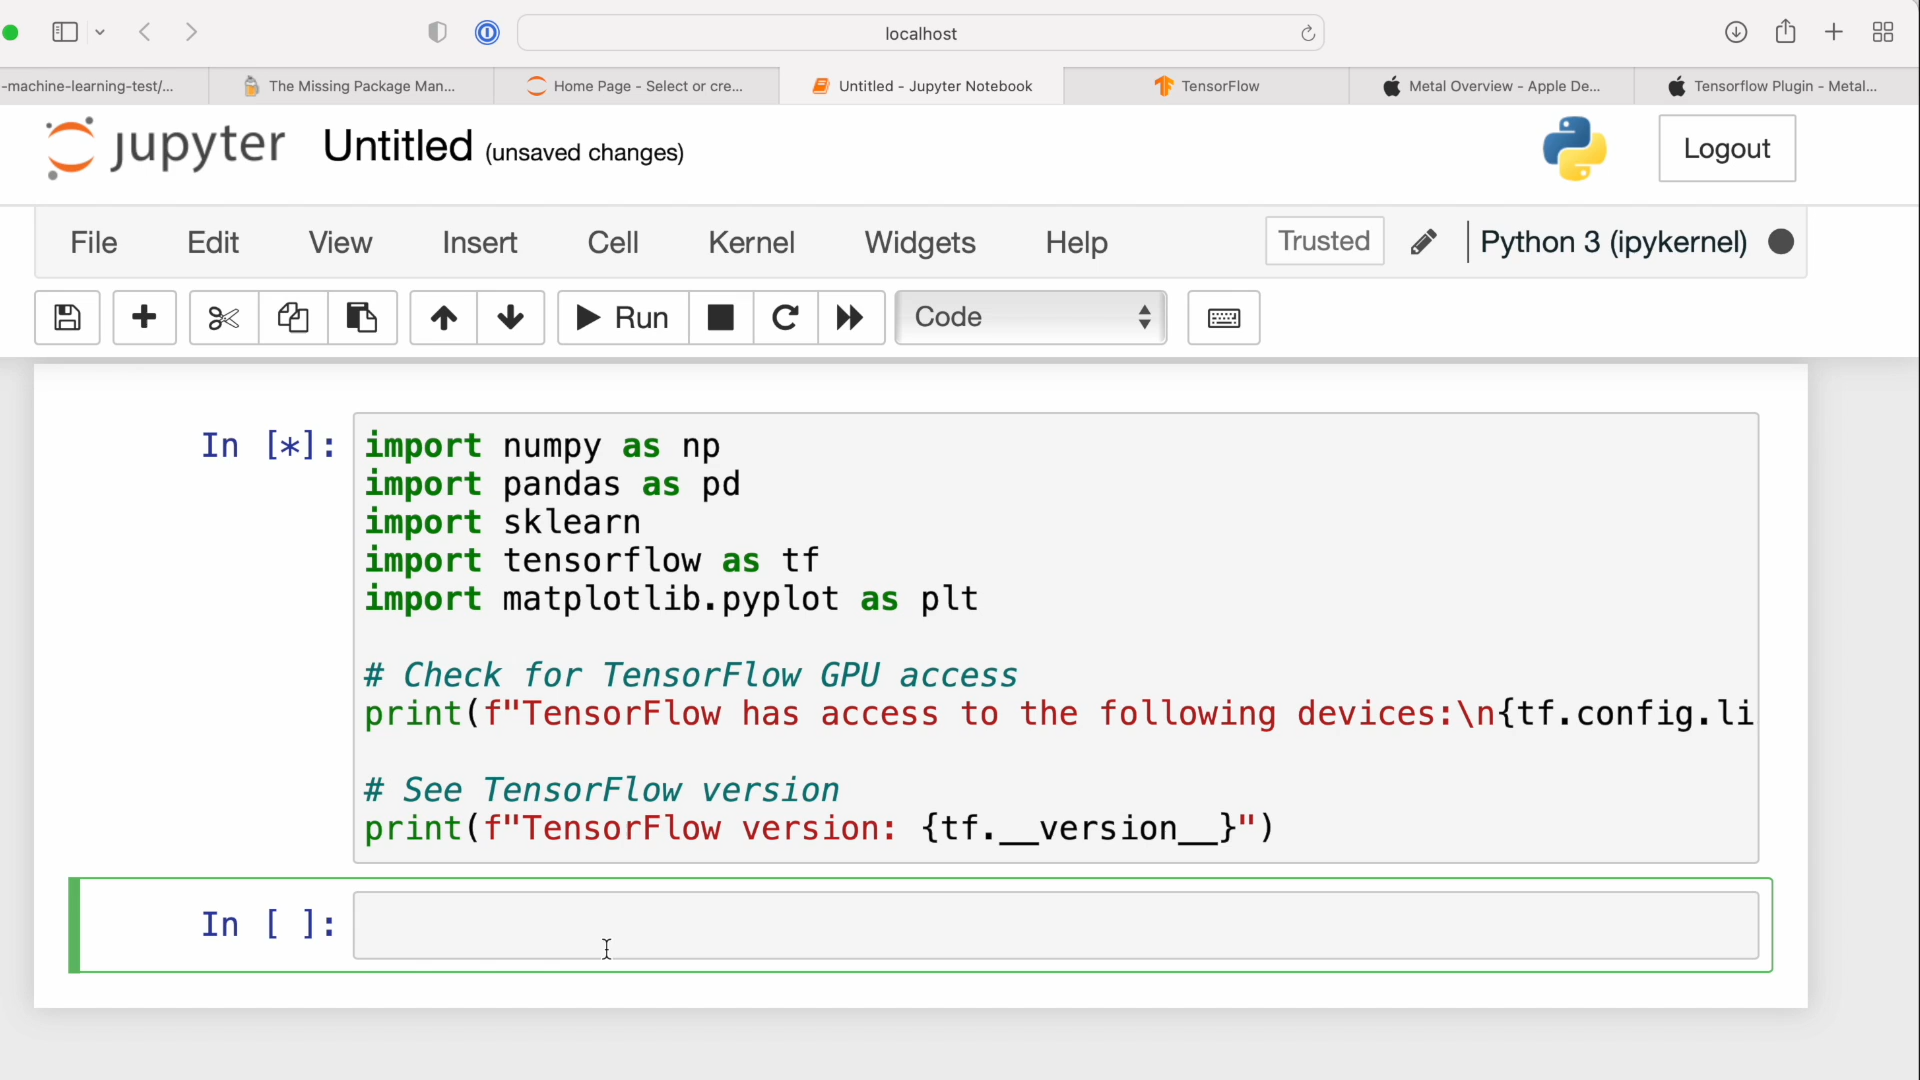 localhost
-machine-learning-test/...
The Missing Package Man...
Home Page - Select or cre...
Untitled - Jupyter Notebook
TensorFlow
Metal Overview - Apple De...
Tensorflow Plugin - Metal...
jupyter Untitled (unsaved changes)
Logout
File Edit View Insert Cell Kernel Widgets Help
Trusted
Python 3 (ipykernel)
Run
Code
In [*]:
import numpy as np
import pandas as pd
import sklearn
import tensorflow as tf
import matplotlib.pyplot as plt
# Check for TensorFlow GPU access
print(f"TensorFlow has access to the following devices:\n{tf.config.li
# See TensorFlow version
print(f"TensorFlow version: {tf.__version__}")
In [ ]: